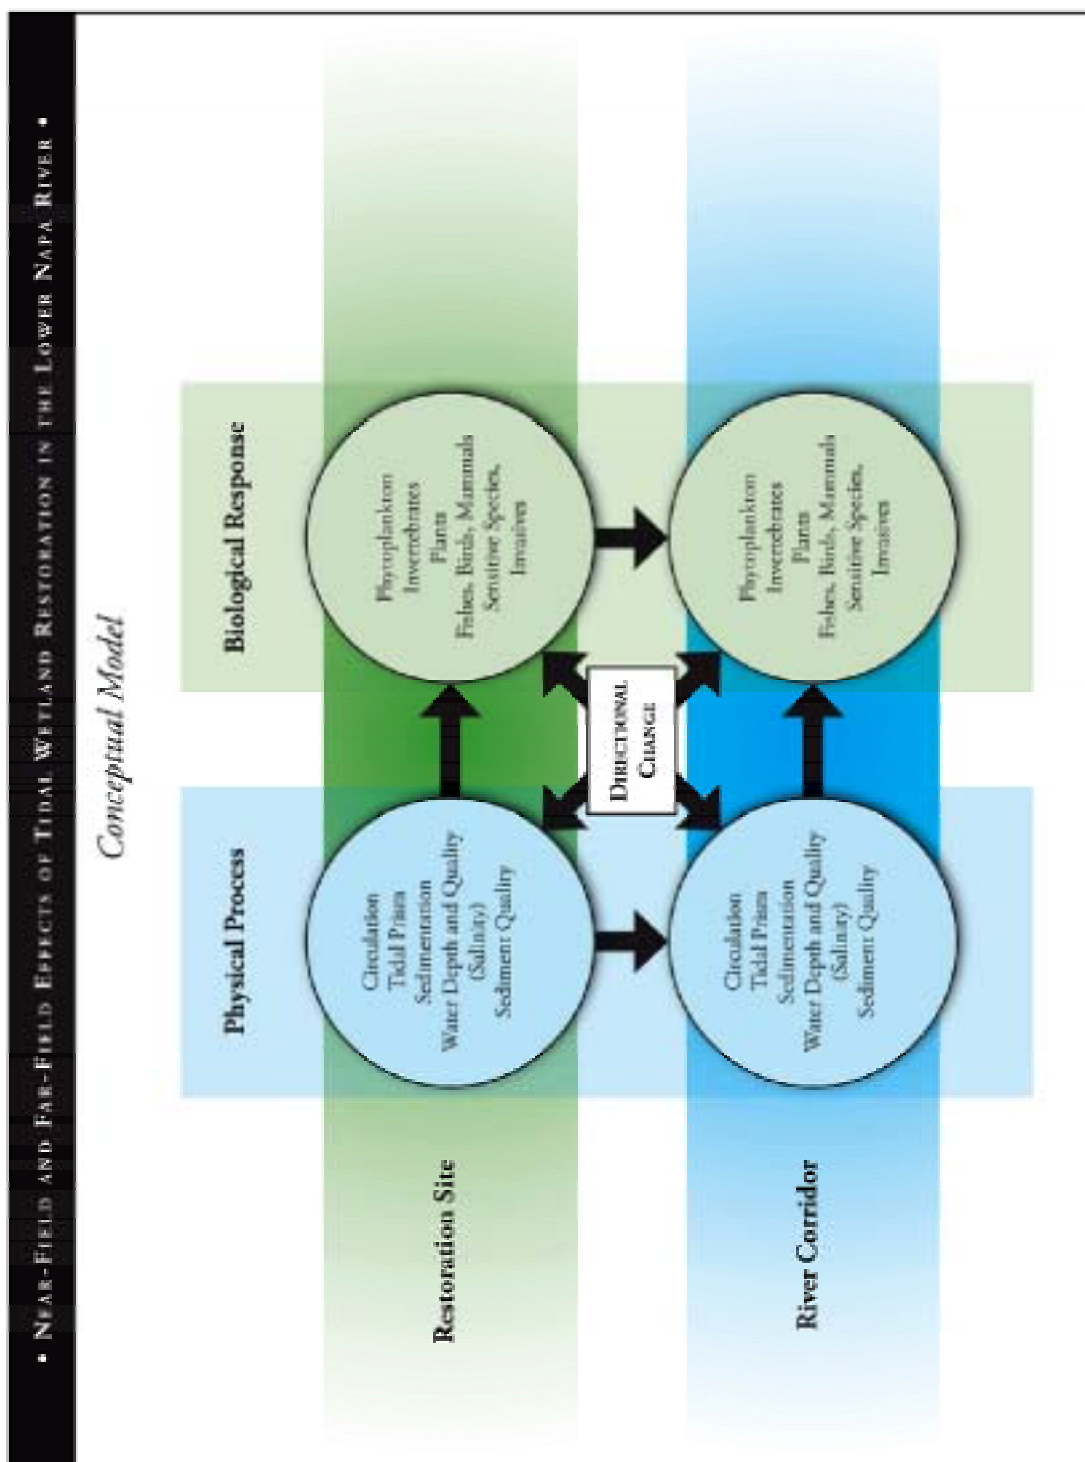 • NEAR-FIELD AND FAR-FIELD EFFECTS OF TIDAL WETLAND RESTORATION IN THE LOWER NAPA RIVER •
Conceptual Model
Physical Process
Biological Response
Restoration Site
Circulation
Tidal Prism
Sedimentation
Water Depth and Quality
(Salinity)
Sediment Quality
Phytoplankton
Invertebrates
Plants
Fishes, Birds, Mammals
Sensitive Species,
Invasives
DIRECTIONAL
CHANGE
River Corridor
Circulation
Tidal Prism
Sedimentation
Water Depth and Quality
(Salinity)
Sediment Quality
Phytoplankton
Invertebrates
Plants
Fishes, Birds, Mammals
Sensitive Species,
Invasives